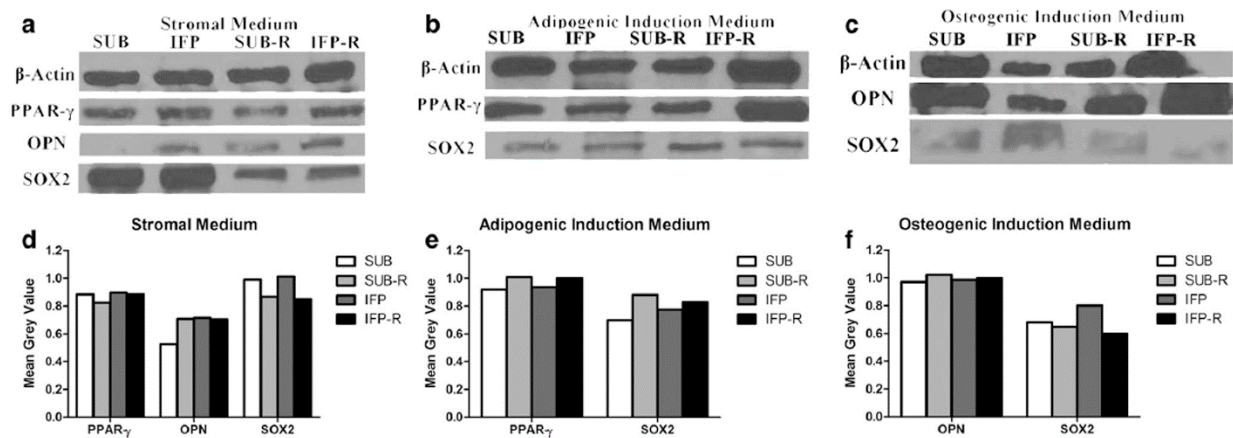 a
Stromal Medium
SUB IFP SUB-R IFP-R
β-Actin
PPAR-γ
OPN
SOX2
b
Adipogenic Induction Medium
SUB IFP SUB-R IFP-R
β-Actin
PPAR-γ
SOX2
c
Osteogenic Induction Medium
SUB IFP SUB-R IFP-R
β-Actin
OPN
SOX2
d
Stromal Medium
Mean Grey Value
1.2
1.0
0.8
0.6
0.4
0.2
0.0
PPAR-γ OPN SOX2
SUB
SUB-R
IFP
IFP-R
e
Adipogenic Induction Medium
Mean Grey Value
1.2
1.0
0.8
0.6
0.4
0.2
0.0
PPAR-γ SOX2
SUB
SUB-R
IFP
IFP-R
f
Osteogenic Induction Medium
Mean Grey Value
1.2
1.0
0.8
0.6
0.4
0.2
0.0
OPN SOX2
SUB
SUB-R
IFP
IFP-R